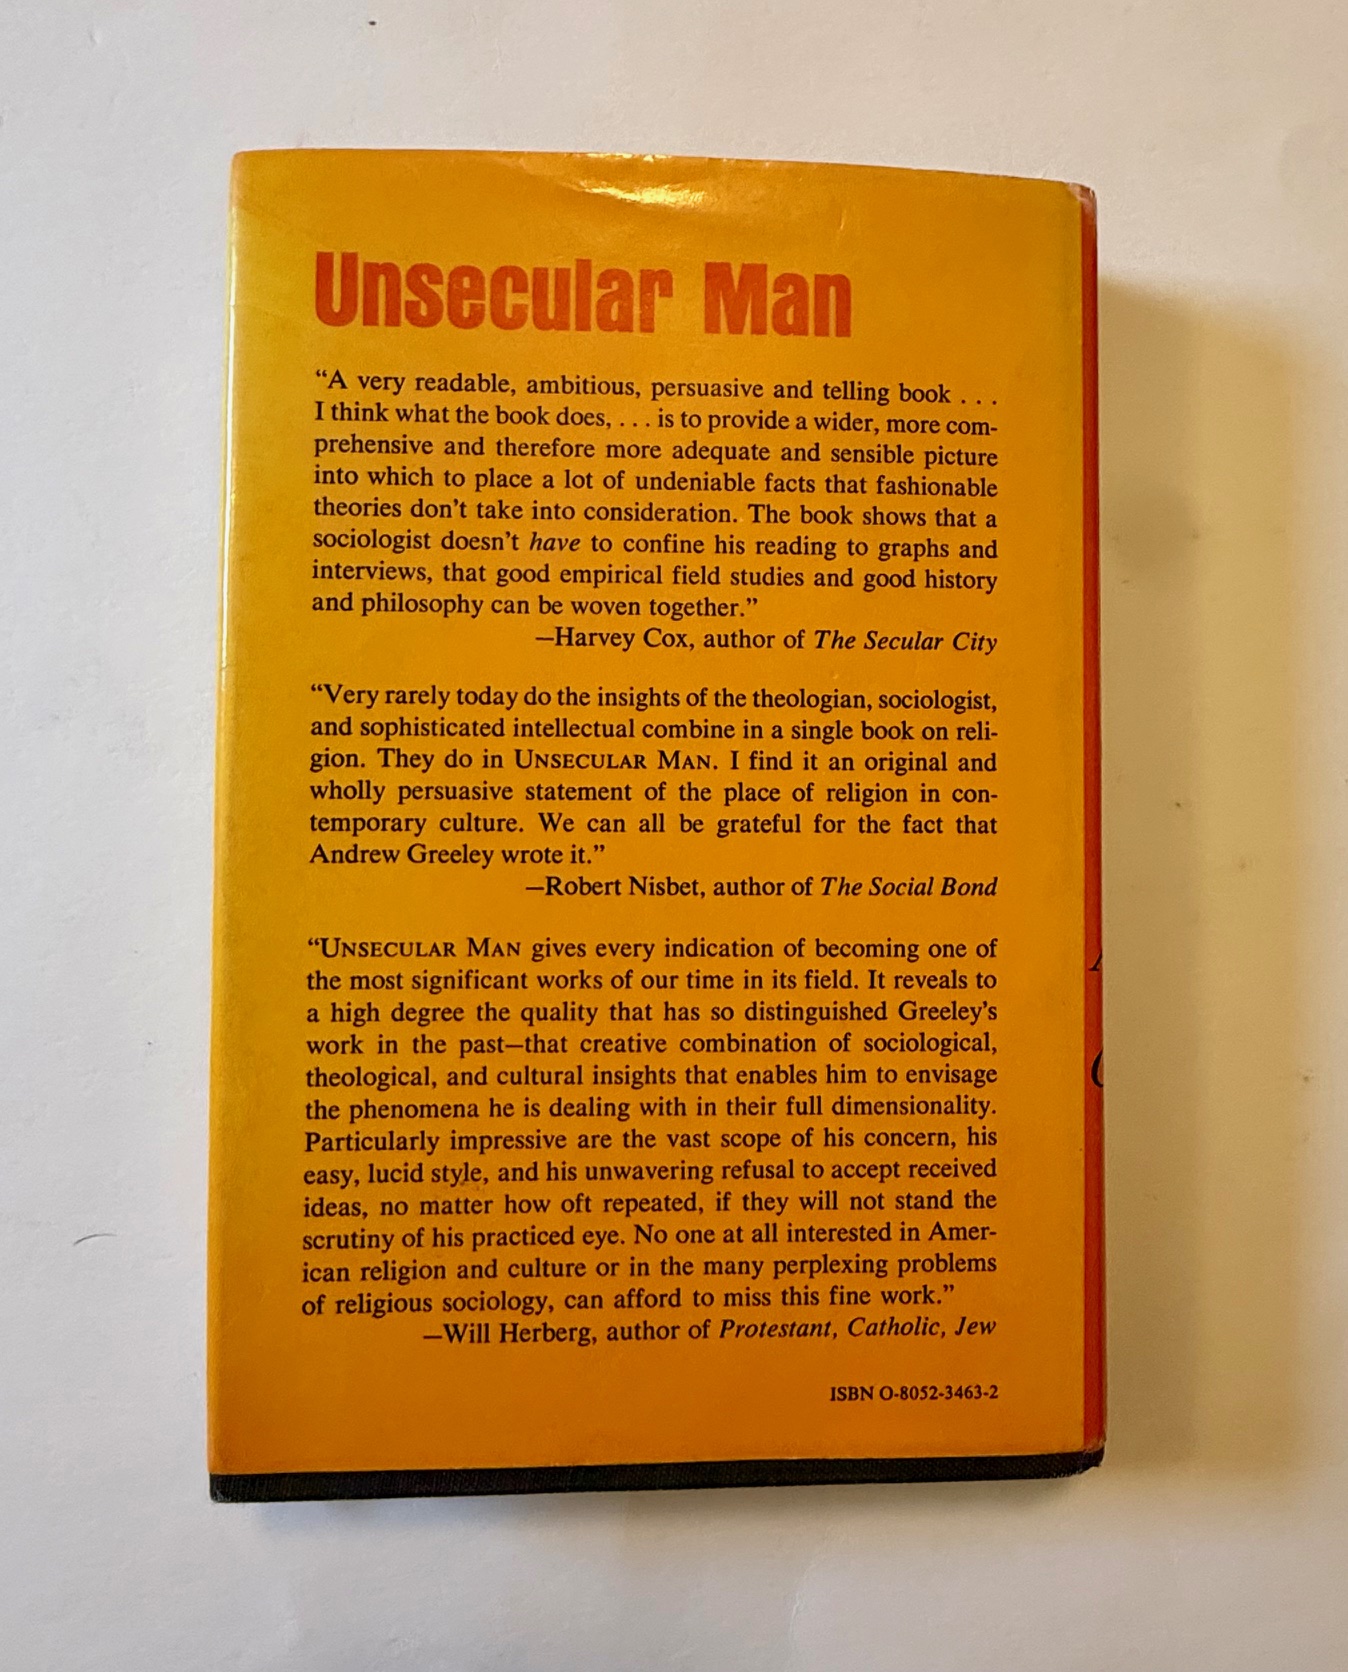 Unsecular Man
“A very readable, ambitious, persuasive and telling book . . .
I think what the book does, . . . is to provide a wider, more com-
prehensive and therefore more adequate and sensible picture
into which to place a lot of undeniable facts that fashionable
theories don’t take into consideration. The book shows that a
sociologist doesn’t have to confine his reading to graphs and
interviews, that good empirical field studies and good history
and philosophy can be woven together.”
—Harvey Cox, author of The Secular City
“Very rarely today do the insights of the theologian, sociologist,
and sophisticated intellectual combine in a single book on reli-
gion. They do in UNSECULAR MAN. I find it an original and
wholly persuasive statement of the place of religion in con-
temporary culture. We can all be grateful for the fact that
Andrew Greeley wrote it.”
—Robert Nisbet, author of The Social Bond
“UNSECULAR MAN gives every indication of becoming one of
the most significant works of our time in its field. It reveals to
a high degree the quality that has so distinguished Greeley’s
work in the past—that creative combination of sociological,
theological, and cultural insights that enables him to envisage
the phenomena he is dealing with in their full dimensionality.
Particularly impressive are the vast scope of his concern, his
easy, lucid style, and his unwavering refusal to accept received
ideas, no matter how oft repeated, if they will not stand the
scrutiny of his practiced eye. No one at all interested in Amer-
ican religion and culture or in the many perplexing problems
of religious sociology, can afford to miss this fine work.”
—Will Herberg, author of Protestant, Catholic, Jew
ISBN O-8052-3463-2